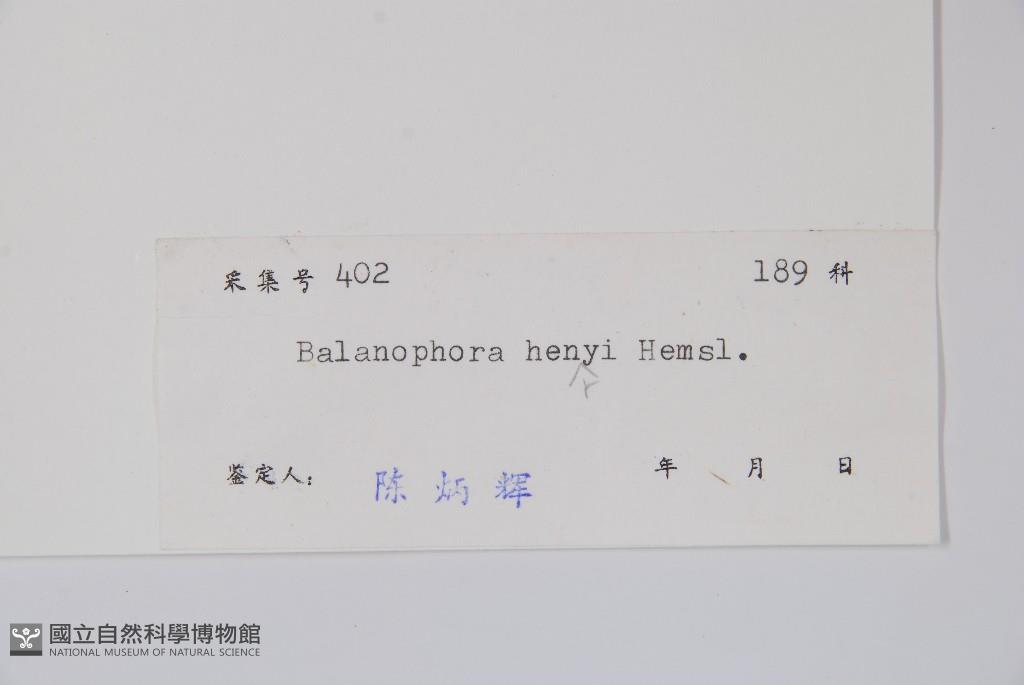 采集号 402 189 科
Balanophora henyi Hemsl.
r
鉴定人： 陈炳辉 年 月 日
國立自然科學博物館
NATIONAL MUSEUM OF NATURAL SCIENCE